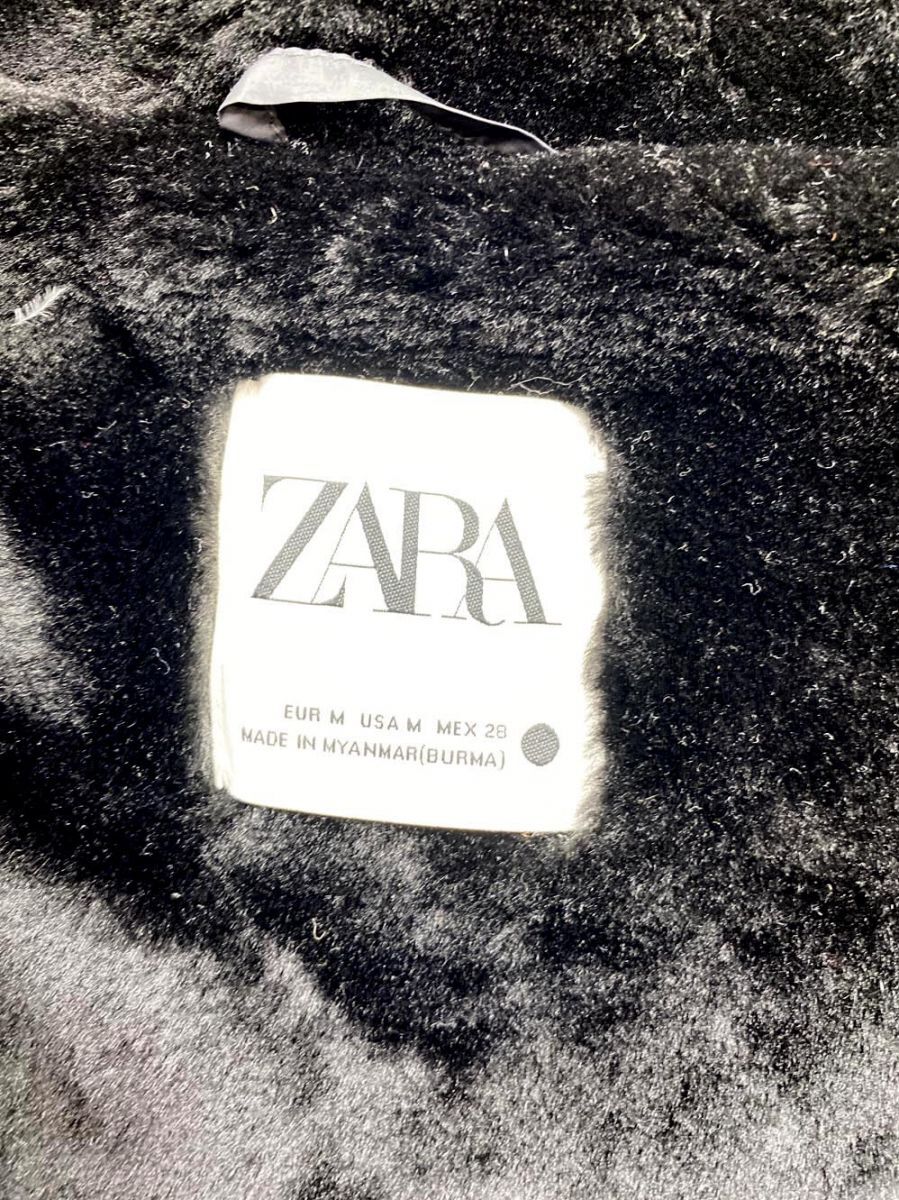 ZARA
EUR M USA M MEX 28
MADE IN MYANMAR(BURMA)